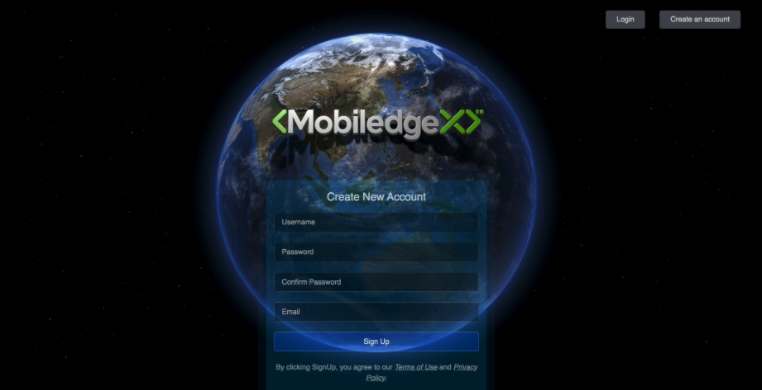 Login
Create an account
<MobiledgeX>™
Create New Account
Username
Password
Confirm Password
Email
Sign Up
By clicking SignUp, you agree to our Terms of Use and Privacy
Policy.